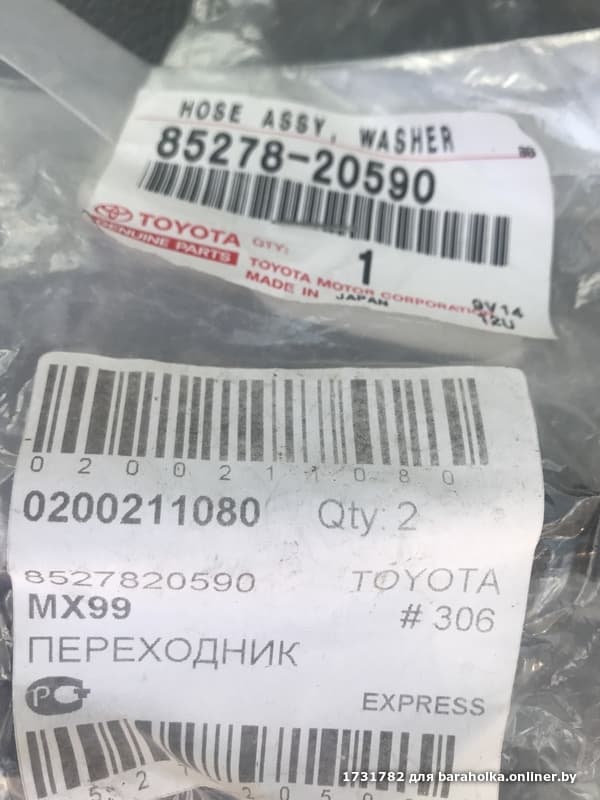 HOSE ASSY, WASHER
85278-20590
TOYOTA QTY: 1
GENUINE PARTS
TOYOTA MOTOR CORPORATION
MADE IN JAPAN
9V14
12U
0200211080
0200211080 Qty: 2
8527820590 TOYOTA
MX99 # 306
ПЕРЕХОДНИК
EXPRESS
1731782 для baraholka.onliner.by